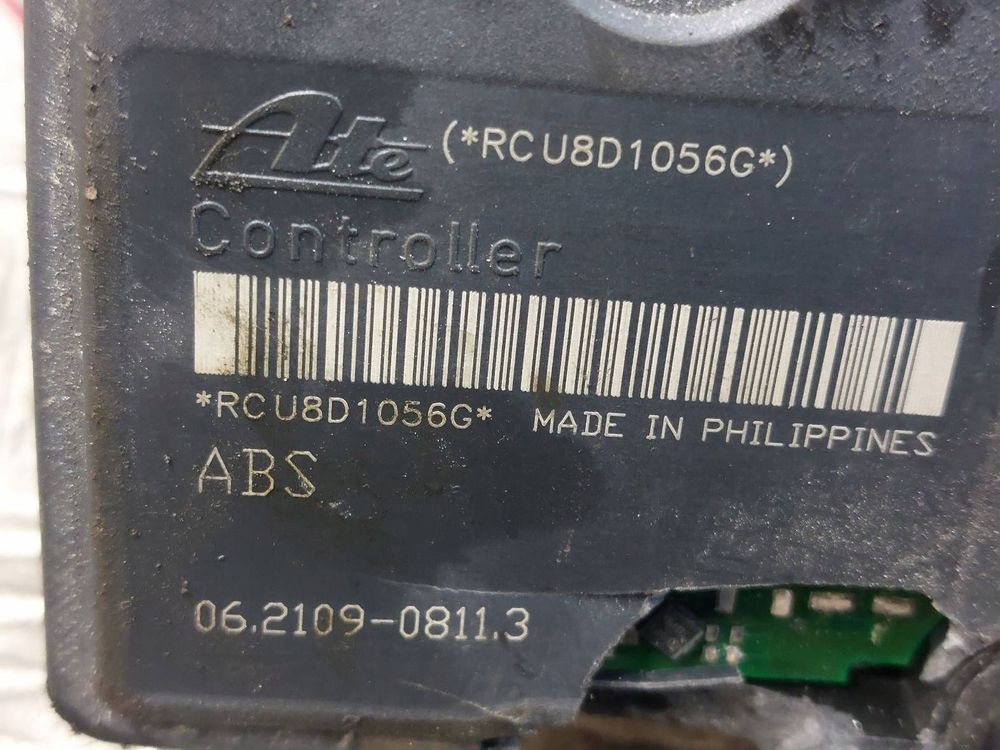 Ate (*RCU8D1056G*)
Controller
*RCU8D1056G* MADE IN PHILIPPINES
ABS
06.2109-0811.3